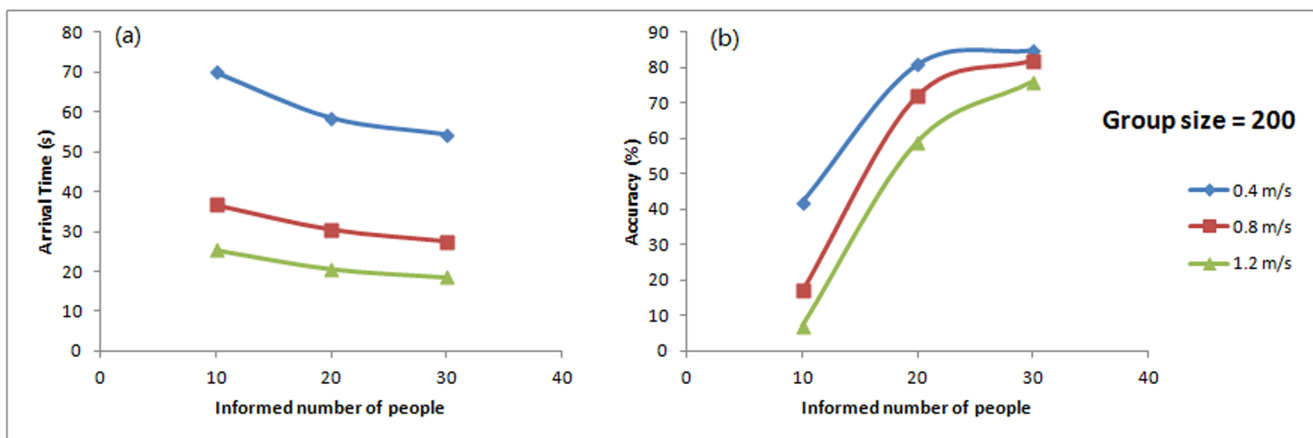 (a)
80
70
60
50
40
30
20
10
0
Arrival Time (s)
0 10 20 30 40
Informed number of people
(b)
90
80
70
60
50
40
30
20
10
0
Accuracy (%)
0 10 20 30 40
Informed number of people
Group size = 200
0.4 m/s
0.8 m/s
1.2 m/s